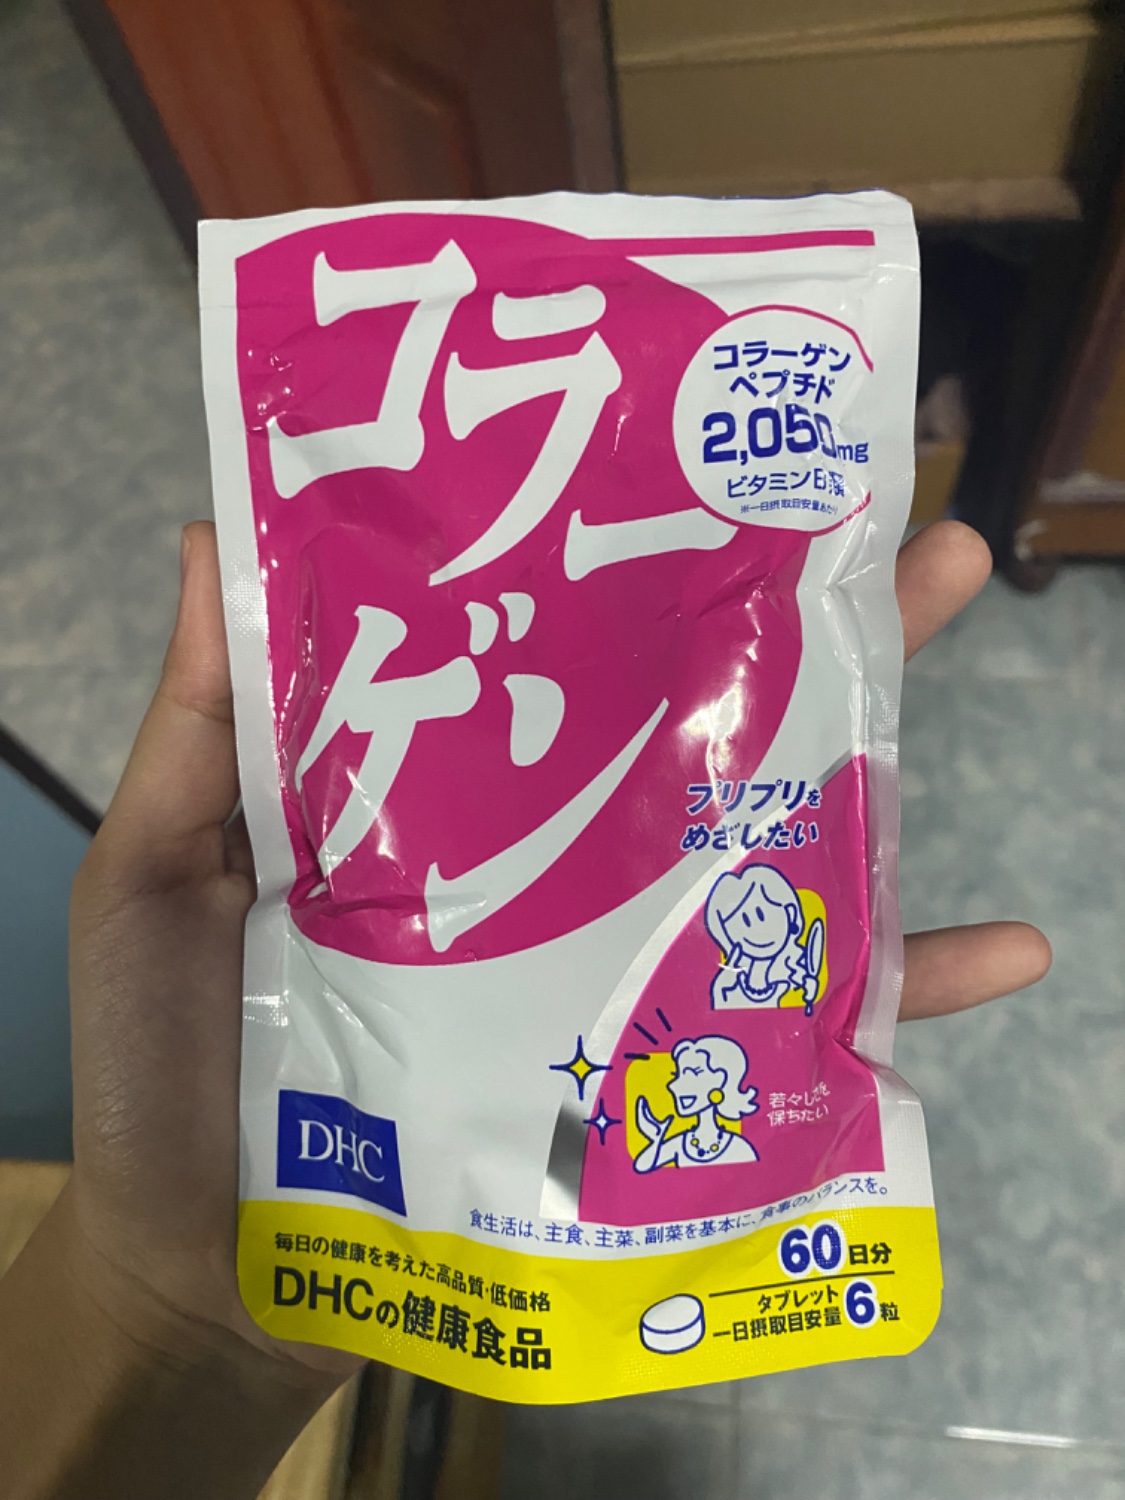 コラー
ゲン
コラーゲン
ペプチド
2,050mg
ビタミンB群
※一日摂取目安量あたり
プリプリを
めざしたい
若々しさを
保ちたい
DHC
食生活は、主食、主菜、副菜を基本に、食事のバランスを。
毎日の健康を考えた高品質・低価格
DHCの健康食品
60日分
タブレット
一日摂取目安量6粒